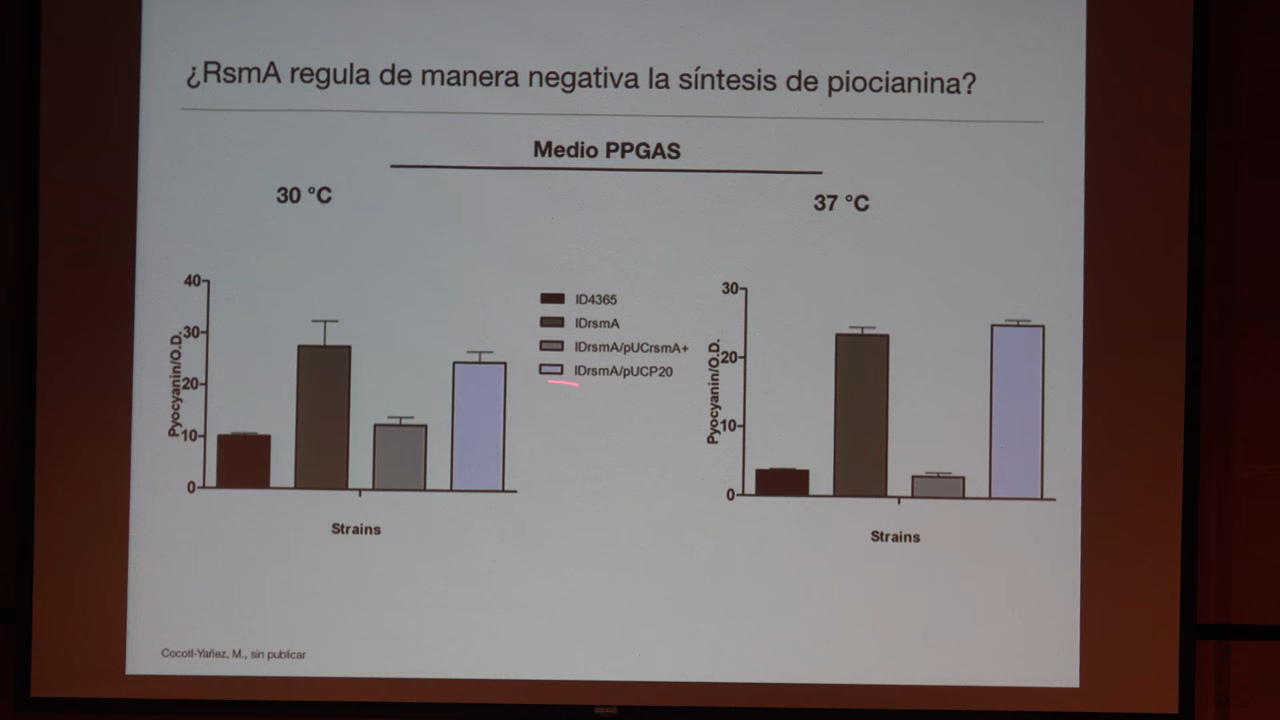 ¿RsmA regula de manera negativa la síntesis de piocianina?
Medio PPGAS
30 °C
37 °C
40
30
20
10
0
Pyocyanin/O.D.
Strains
ID4365
IDrsmA
IDrsmA/pUCrsmA+
IDrsmA/pUCP20
30
20
10
0
Pyocyanin/O.D.
Strains
Cocotl-Yañez, M., sin publicar